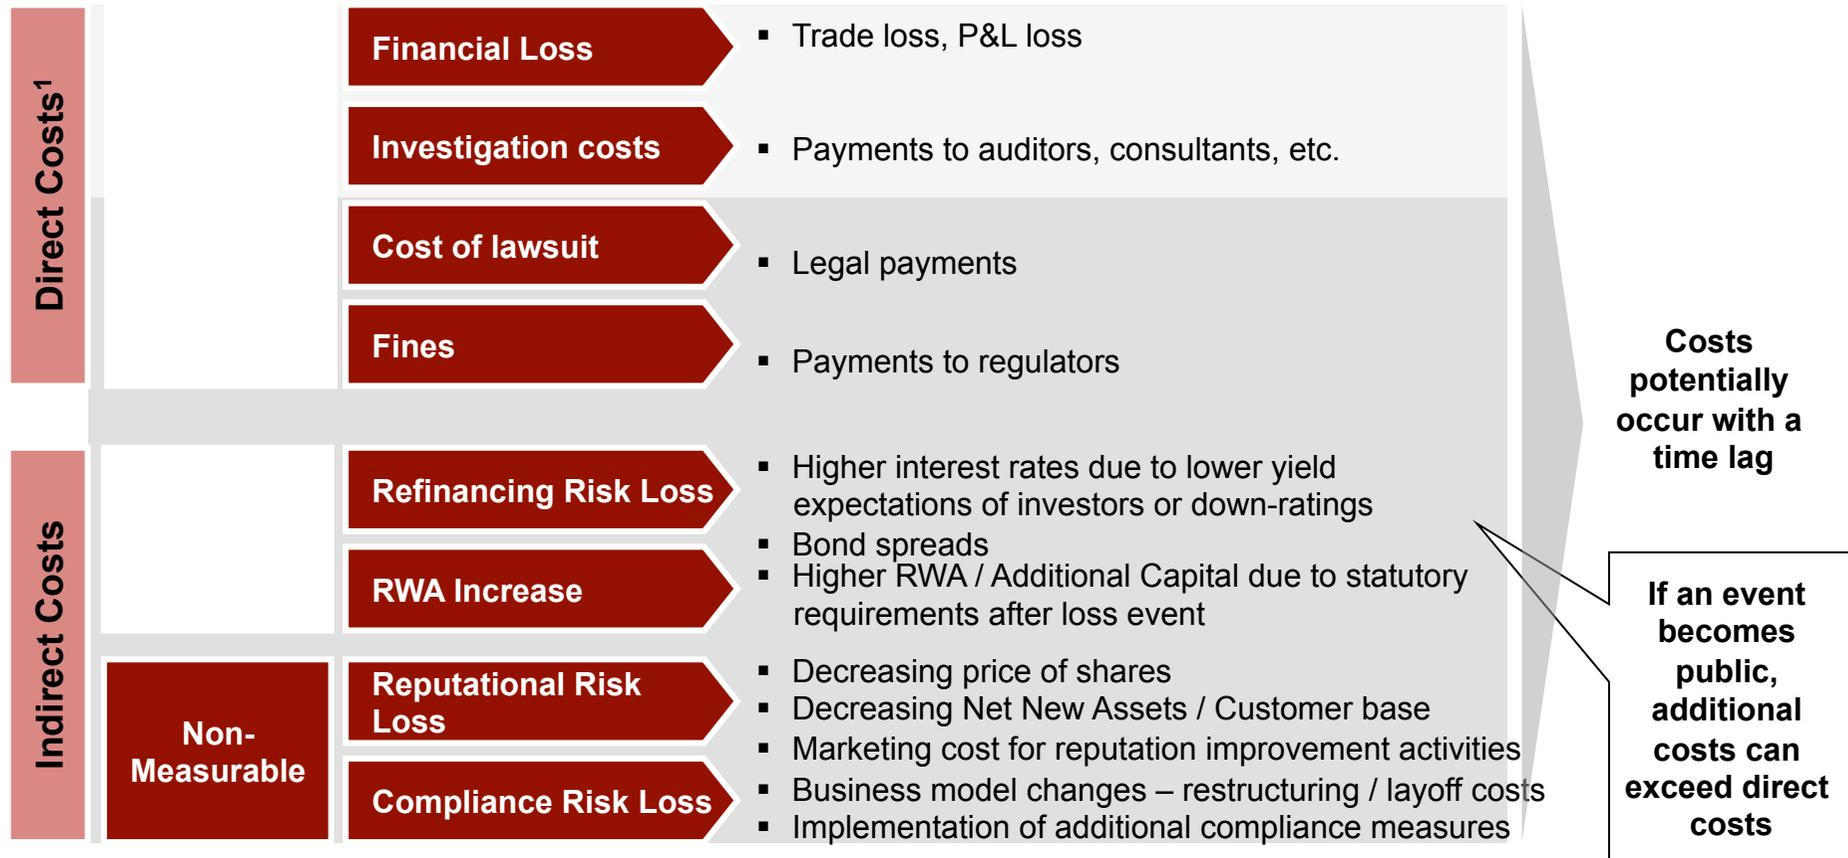 Direct Costs¹
Financial Loss
▪ Trade loss, P&L loss
Investigation costs
▪ Payments to auditors, consultants, etc.
Cost of lawsuit
▪ Legal payments
Fines
▪ Payments to regulators
Indirect Costs
Refinancing Risk Loss
▪ Higher interest rates due to lower yield
expectations of investors or down-ratings
▪ Bond spreads
RWA Increase
▪ Higher RWA / Additional Capital due to statutory
requirements after loss event
Non-
Measurable
Reputational Risk
Loss
▪ Decreasing price of shares
▪ Decreasing Net New Assets / Customer base
▪ Marketing cost for reputation improvement activities
Compliance Risk Loss
▪ Business model changes – restructuring / layoff costs
▪ Implementation of additional compliance measures
Costs
potentially
occur with a
time lag
If an event
becomes
public,
additional
costs can
exceed direct
costs